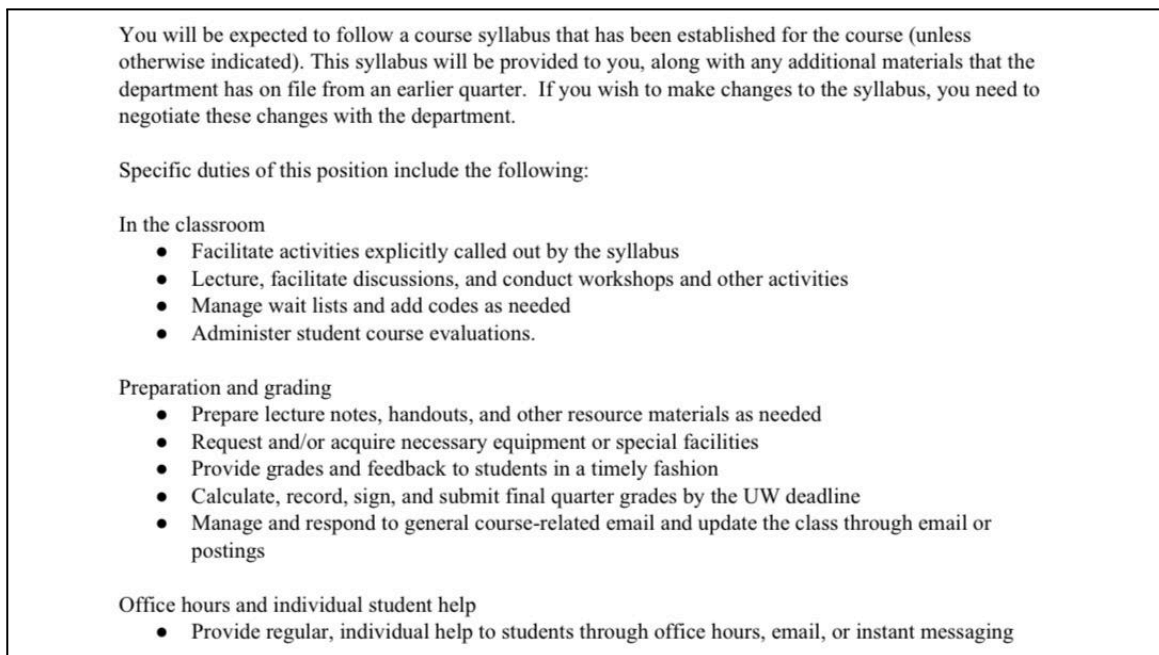 You will be expected to follow a course syllabus that has been established for the course (unless
otherwise indicated). This syllabus will be provided to you, along with any additional materials that the
department has on file from an earlier quarter.  If you wish to make changes to the syllabus, you need to
negotiate these changes with the department.
Specific duties of this position include the following:
In the classroom
● Facilitate activities explicitly called out by the syllabus
● Lecture, facilitate discussions, and conduct workshops and other activities
● Manage wait lists and add codes as needed
● Administer student course evaluations.
Preparation and grading
● Prepare lecture notes, handouts, and other resource materials as needed
● Request and/or acquire necessary equipment or special facilities
● Provide grades and feedback to students in a timely fashion
● Calculate, record, sign, and submit final quarter grades by the UW deadline
● Manage and respond to general course-related email and update the class through email or
postings
Office hours and individual student help
● Provide regular, individual help to students through office hours, email, or instant messaging